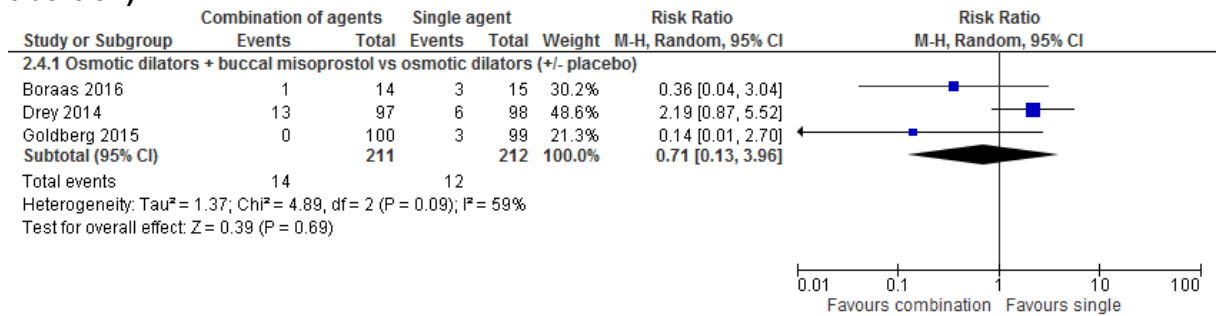 Combination of agents Single agent Risk Ratio Risk Ratio
Study or Subgroup Events Total Events Total Weight M-H, Random, 95% CI M-H, Random, 95% CI
2.4.1 Osmotic dilators + buccal misoprostol vs osmotic dilators (+/- placebo)
Boraas 2016 1 14 3 15 30.2% 0.36 [0.04, 3.04]
Drey 2014 13 97 6 98 48.6% 2.19 [0.87, 5.52]
Goldberg 2015 0 100 3 99 21.3% 0.14 [0.01, 2.70]
Subtotal (95% CI) 211 212 100.0% 0.71 [0.13, 3.96]
Total events 14 12
Heterogeneity: Tau² = 1.37; Chi² = 4.89, df = 2 (P = 0.09); I² = 59%
Test for overall effect: Z = 0.39 (P = 0.69)
0.01 0.1 1 10 100
Favours combination Favours single